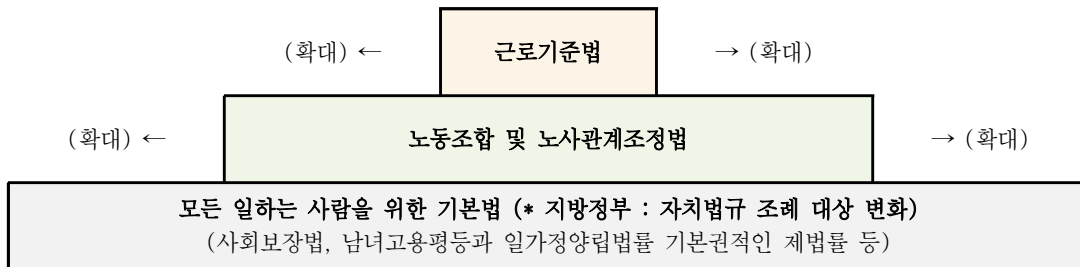 (확대) ← 근로기준법 → (확대)
(확대) ← 노동조합 및 노사관계조정법 → (확대)
모든 일하는 사람을 위한 기본법 (* 지방정부 : 자치법규 조례 대상 변화)
(사회보장법, 남녀고용평등과 일가정양립법률 기본권적인 제법률 등)